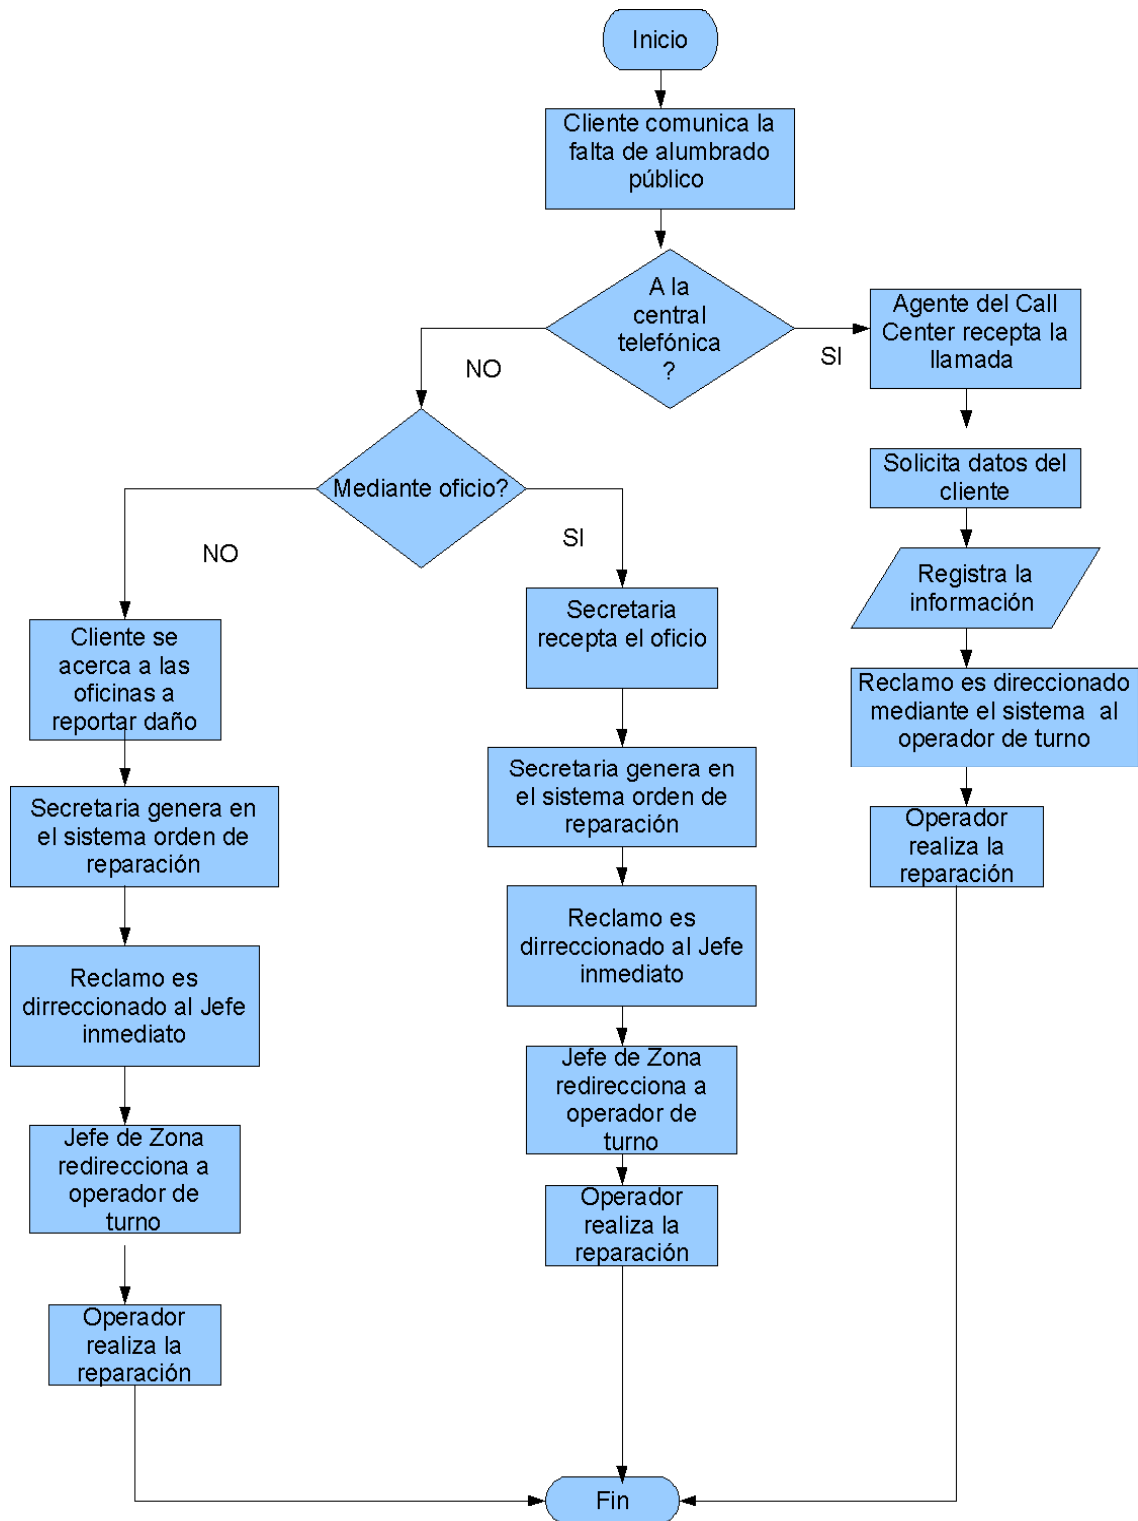 Inicio
Cliente comunica la
falta de alumbrado
público
A la
central
telefónica
?
NO
SI
Agente del Call
Center recepta la
llamada
Solicita datos del
cliente
Registra la
información
Reclamo es direccionado
mediante el sistema al
operador de turno
Operador
realiza la
reparación
Mediante oficio?
NO
SI
Secretaria
recepta el oficio
Secretaria genera en
el sistema orden de
reparación
Reclamo es
dirreccionado al Jefe
inmediato
Jefe de Zona
redirecciona a
operador de
turno
Operador
realiza la
reparación
Cliente se
acerca a las
oficinas a
reportar daño
Secretaria genera en
el sistema orden de
reparación
Reclamo es
dirreccionado al Jefe
inmediato
Jefe de Zona
redirecciona a
operador de
turno
Operador
realiza la
reparación
Fin